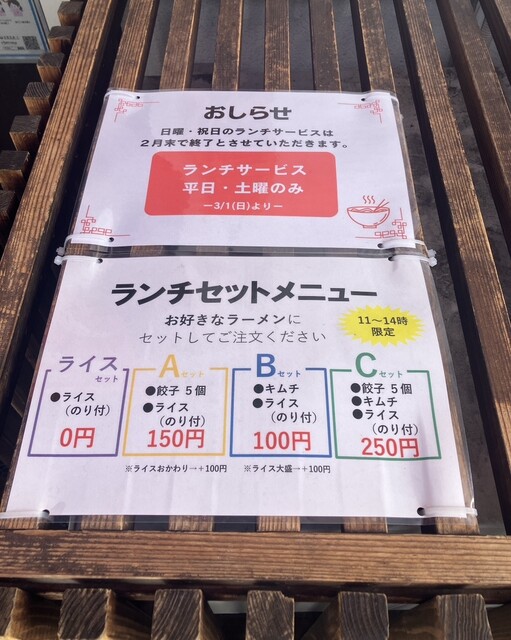 おしらせ
日曜・祝日のランチサービスは
２月末で終了とさせていただきます。
ランチサービス
平日・土曜のみ
ー3/1(日)よりー
ランチセットメニュー
お好きなラーメンに
セットしてご注文ください
11～14時
限定
ライス
セット
●ライス
（のり付）
0円
Aセット
●餃子 ５個
●ライス
（のり付）
150円
Bセット
●キムチ
●ライス
（のり付）
100円
Cセット
●餃子 ５個
●キムチ
●ライス
（のり付）
250円
※ライスおかわり→＋100円
※ライス大盛→＋100円